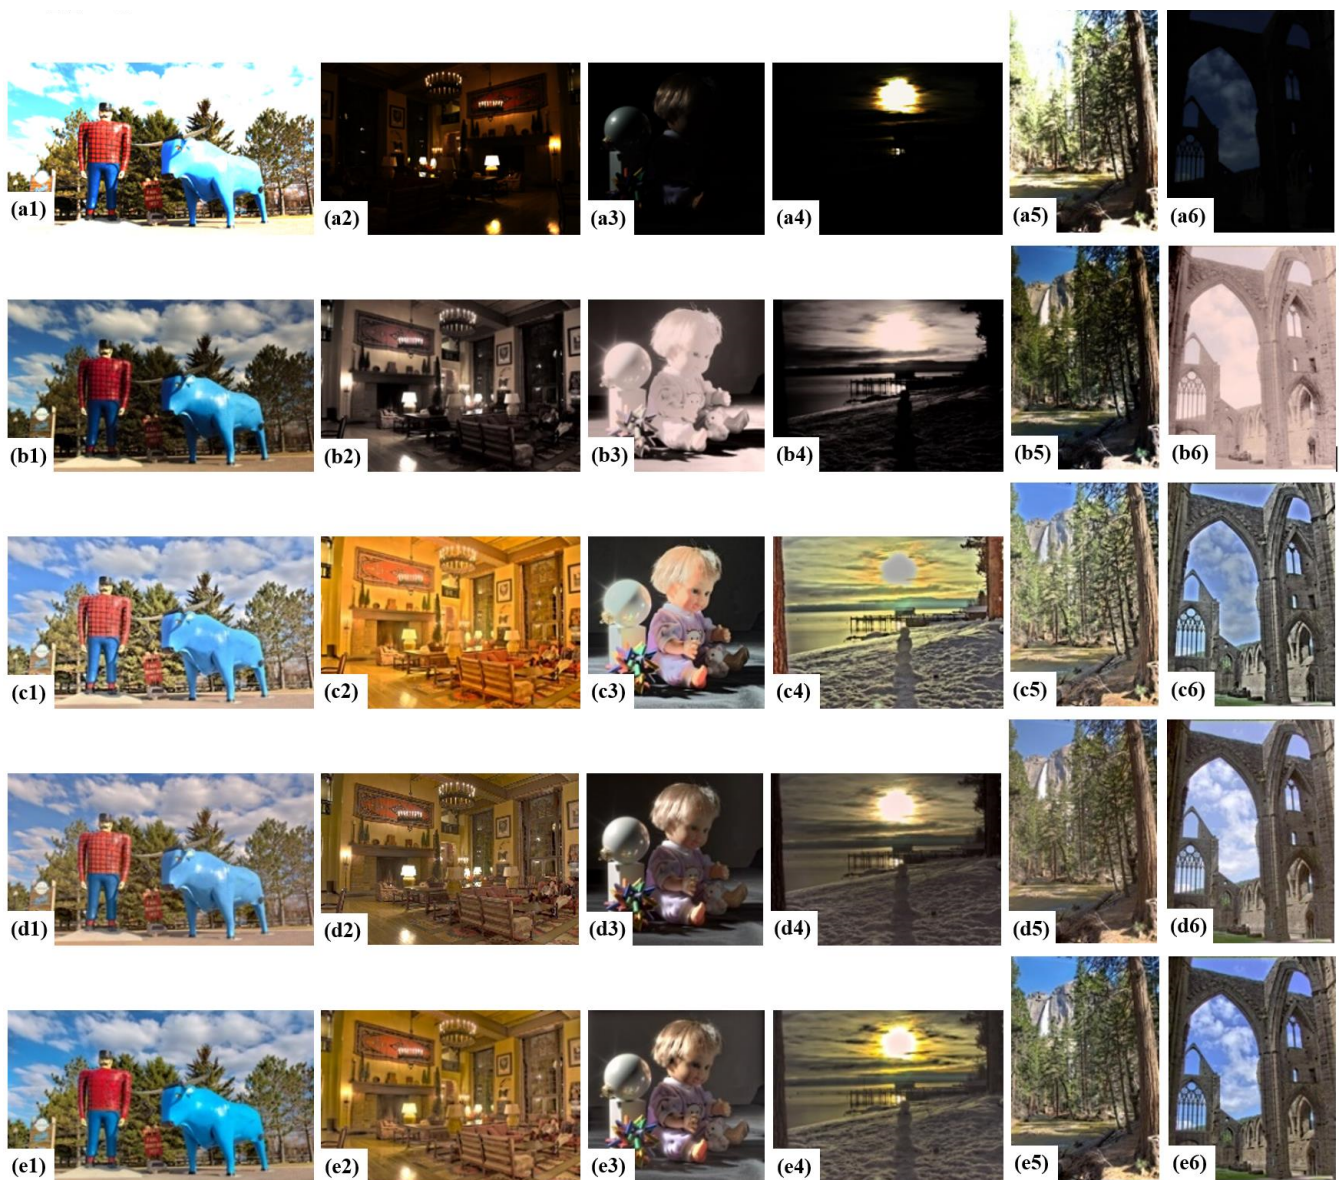 (a1) (a2) (a3) (a4) (a5) (a6)
(b1) (b2) (b3) (b4) (b5) (b6)
(c1) (c2) (c3) (c4) (c5) (c6)
(d1) (d2) (d3) (d4) (d5) (d6)
(e1) (e2) (e3) (e4) (e5) (e6)